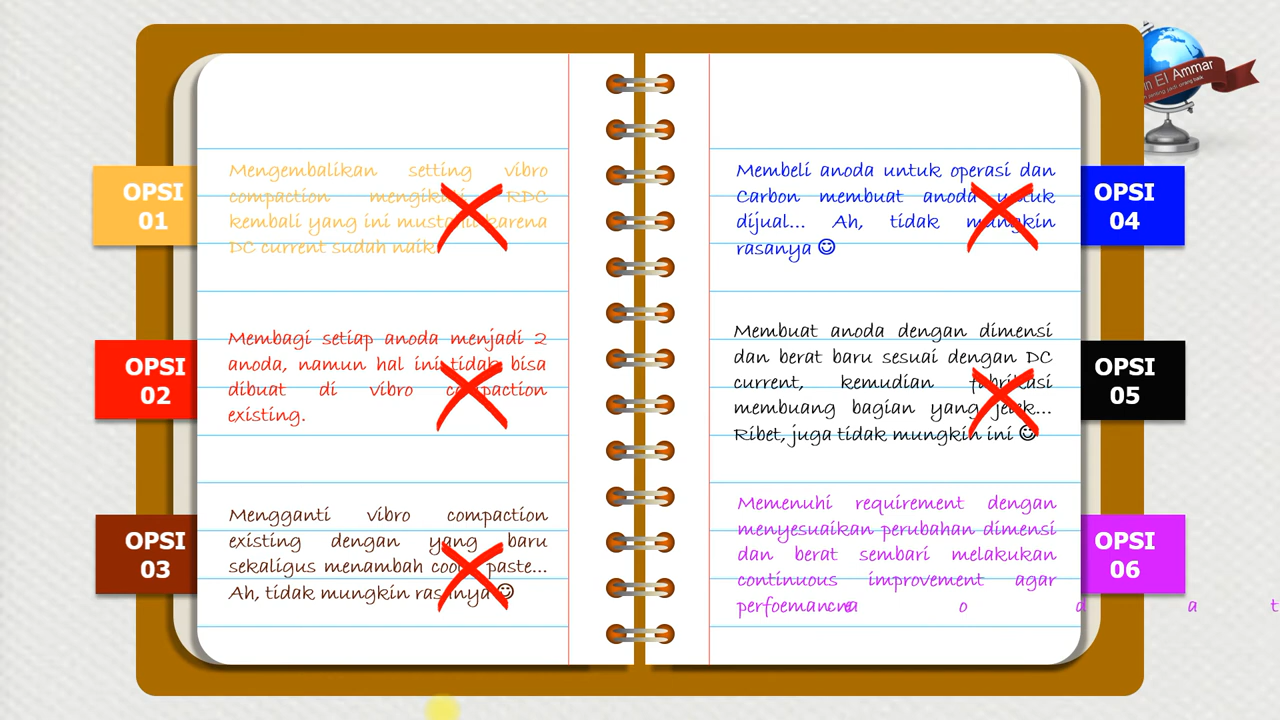 in El Ammar
OPSI
01
Mengembalikan setting vibro
compaction RDC
kembali yang ini karena
DC current sudah naik
OPSI
02
Membagi setiap anoda menjadi 2
anoda, namun hal ini tidak bisa
dibuat di vibro compaction
existing.
OPSI
03
Mengganti vibro compaction
existing dengan yang baru
sekaligus menambah paste...
Ah, tidak mungkin rasanya ☺
Membeli anoda untuk operasi dan
Carbon membuat anoda untuk
dijual... Ah, tidak mungkin
rasanya ☺
OPSI
04
Membuat anoda dengan dimensi
dan berat baru sesuai dengan DC
current, kemudian fabrikasi
membuang bagian yang jelek...
Ribet, juga tidak mungkin ini ☺
OPSI
05
Memenuhi requirement dengan
menyesuaikan perubahan dimensi
dan berat sembari melakukan
continuous improvement agar
o d a t
OPSI
06